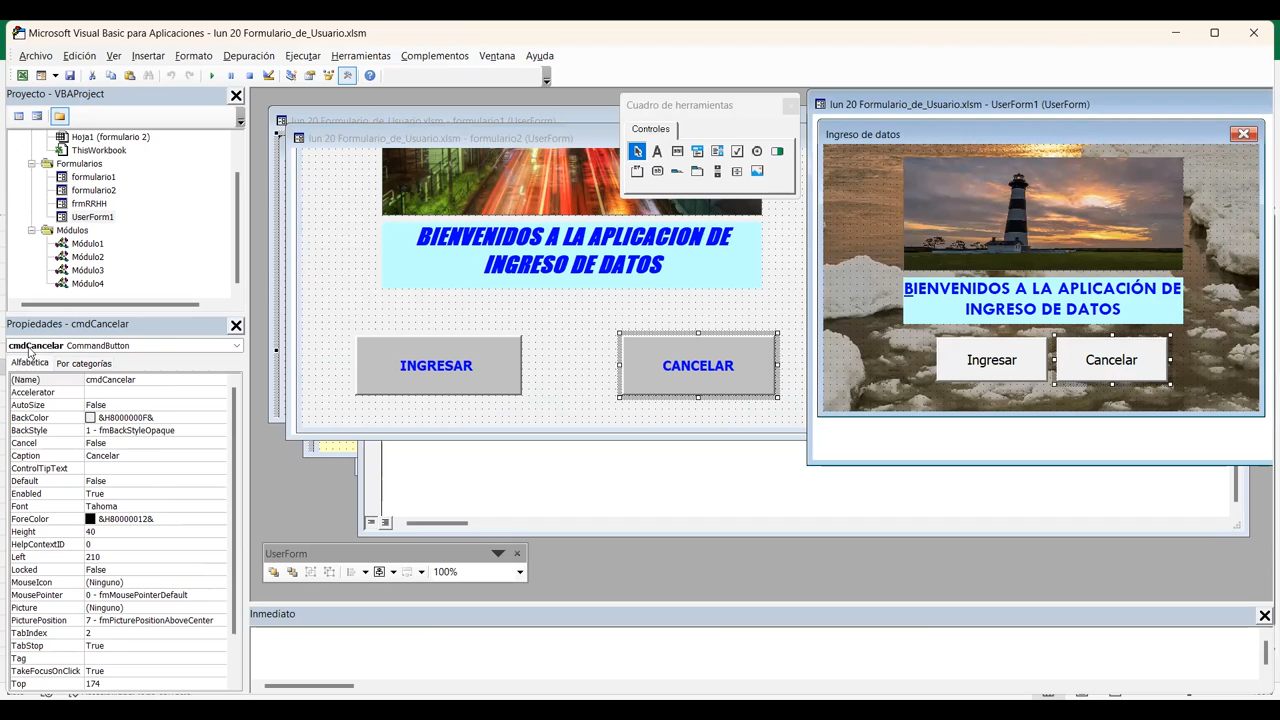 Microsoft Visual Basic para Aplicaciones - lun 20 Formulario_de_Usuario.xlsm
Archivo Edición Ver Insertar Formato Depuración Ejecutar Herramientas Complementos Ventana Ayuda
Proyecto - VBAProject
Hoja1 (formulario 2)
ThisWorkbook
Formularios
formulario1
formulario2
frmRRHH
UserForm1
Módulos
Módulo1
Módulo2
Módulo3
Módulo4
Propiedades - cmdCancelar
cmdCancelar CommandButton
Alfabética Por categorías
(Name) cmdCancelar
Accelerator
AutoSize False
BackColor &H8000000F&
BackStyle 1 - fmBackStyleOpaque
Cancel False
Caption Cancelar
ControlTipText
Default False
Enabled True
Font Tahoma
ForeColor &H80000012&
Height 40
HelpContextID 0
Left 210
Locked False
MouseIcon (Ninguno)
MousePointer 0 - fmMousePointerDefault
Picture (Ninguno)
PicturePosition 7 - fmPicturePositionAboveCenter
TabIndex 2
TabStop True
Tag
TakeFocusOnClick True
Top 174
lun 20 Formulario_de_Usuario.xlsm - formulario1 (UserForm)
lun 20 Formulario_de_Usuario.xlsm - formulario2 (UserForm)
BIENVENIDOS A LA APLICACION DE
INGRESO DE DATOS
INGRESAR
CANCELAR
Cuadro de herramientas
Controles
lun 20 Formulario_de_Usuario.xlsm - UserForm1 (UserForm)
Ingreso de datos
BIENVENIDOS A LA APLICACIÓN DE
INGRESO DE DATOS
Ingresar
Cancelar
UserForm
100%
Inmediato